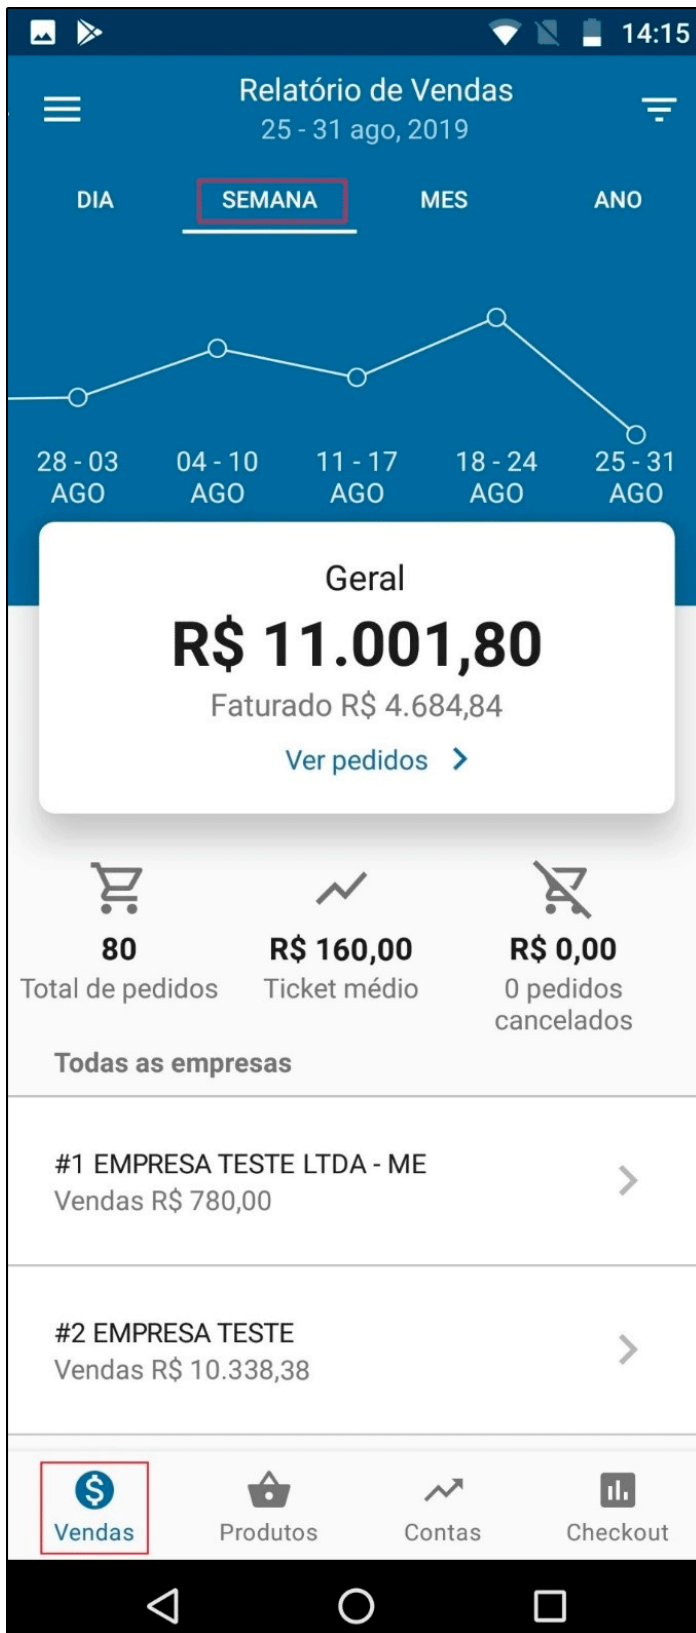 14:15
Relatório de Vendas
25 - 31 ago, 2019
DIA SEMANA MES ANO
28 - 03 04 - 10 11 - 17 18 - 24 25 - 31
AGO AGO AGO AGO AGO
Geral
R$ 11.001,80
Faturado R$ 4.684,84
Ver pedidos
80 R$ 160,00 R$ 0,00
Total de pedidos Ticket médio 0 pedidos
cancelados
Todas as empresas
#1 EMPRESA TESTE LTDA - ME
Vendas R$ 780,00
#2 EMPRESA TESTE
Vendas R$ 10.338,38
Vendas Produtos Contas Checkout